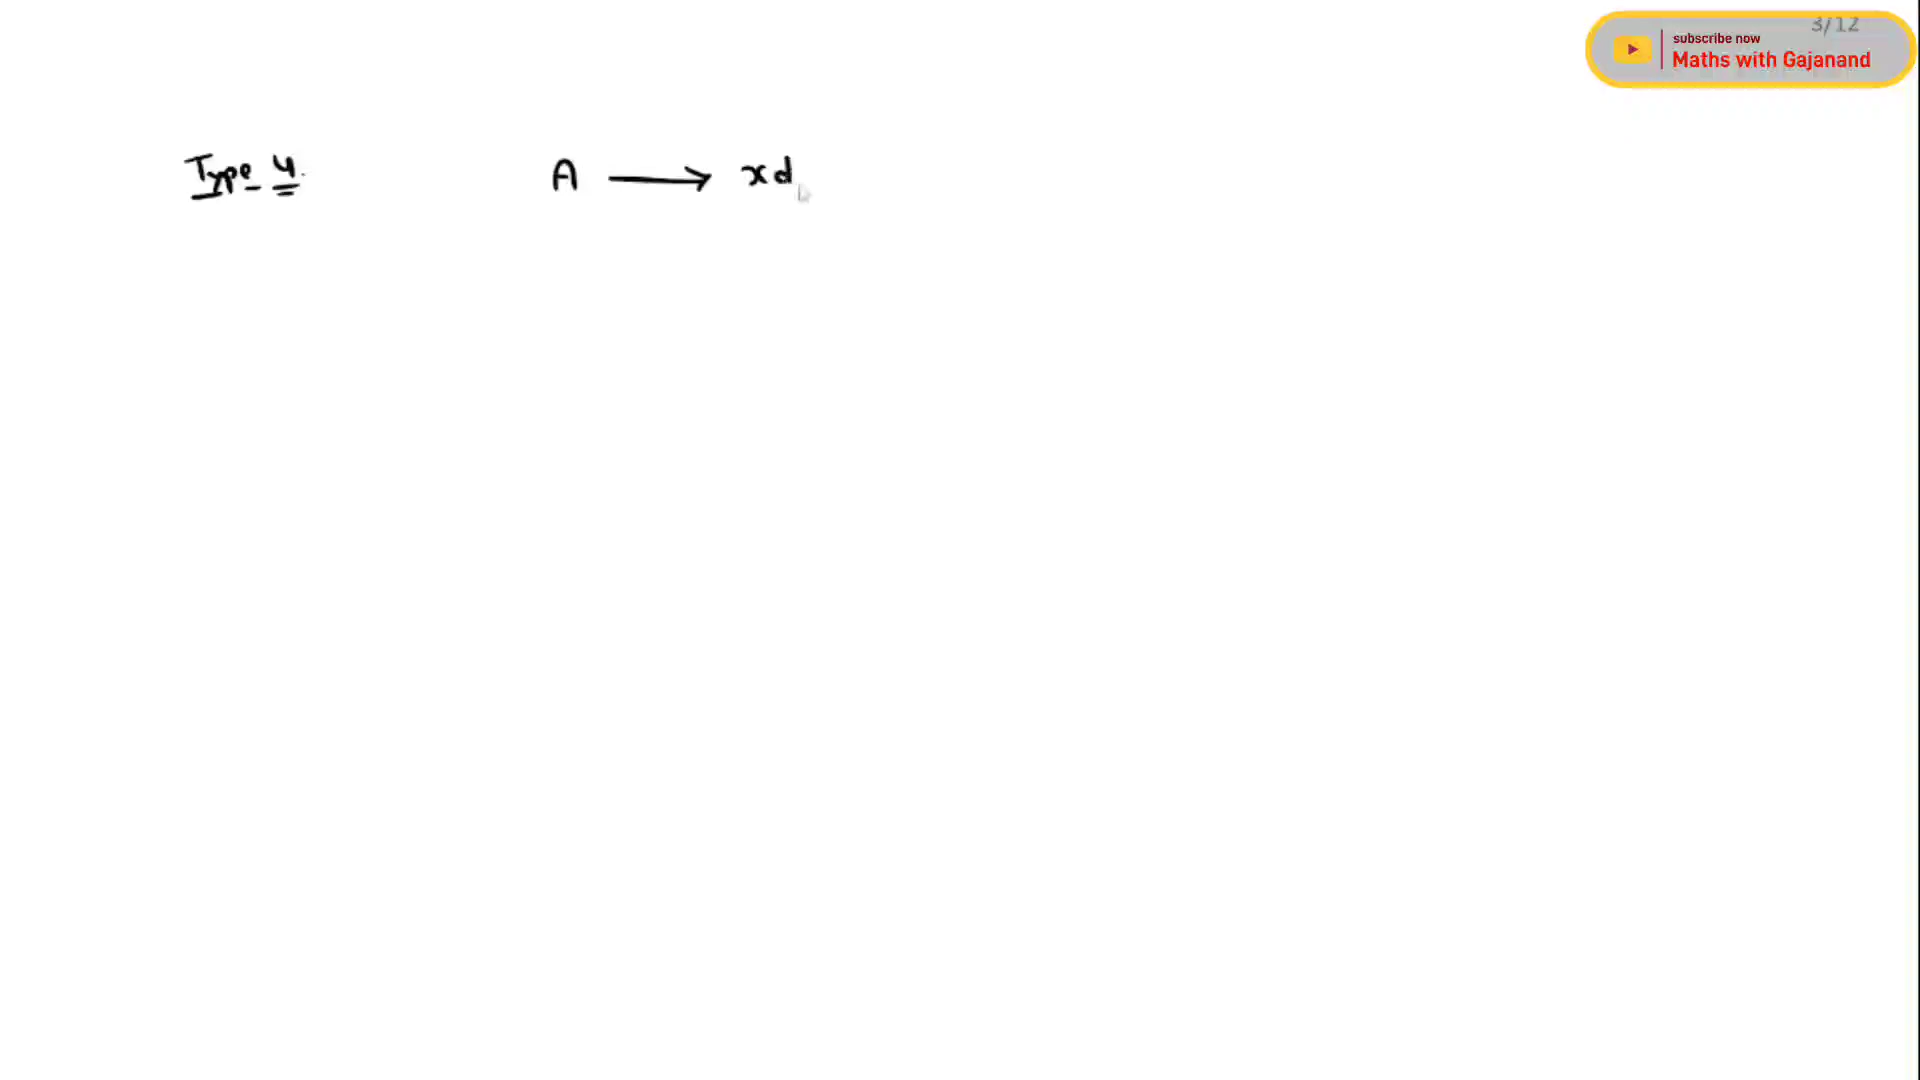 3/12
subscribe now
Maths with Gajanand
Type 4. A → xd